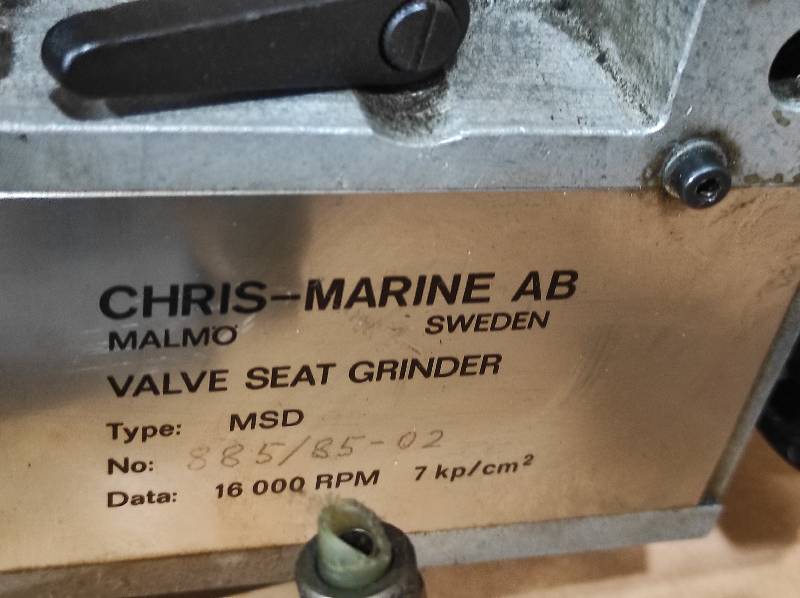 CHRIS-MARINE AB
MALMÖ SWEDEN
VALVE SEAT GRINDER
Type: MSD
No: 885/85-02
Data: 16 000 RPM 7 kp/cm²